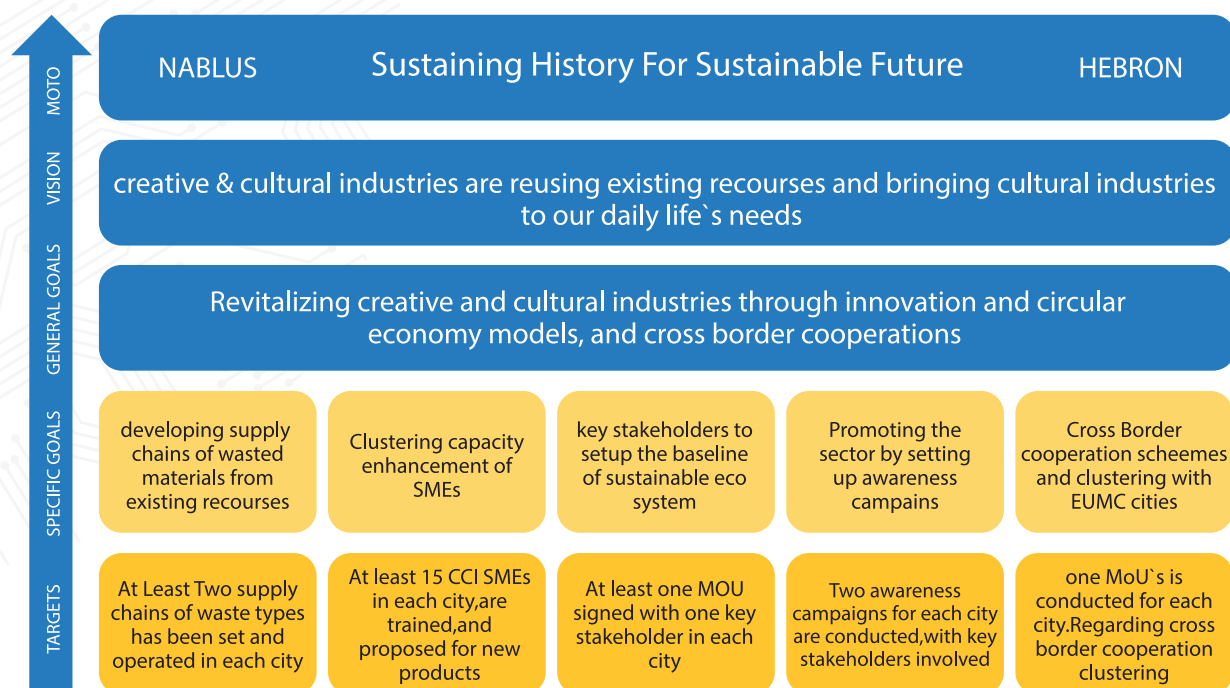 MOTO
NABLUS
Sustaining History For Sustainable Future
HEBRON
VISION
creative & cultural industries are reusing existing recourses and bringing cultural industries
to our daily life`s needs
GENERAL GOALS
Revitalizing creative and cultural industries through innovation and circular
economy models, and cross border cooperations
SPECIFIC GOALS
developing supply
chains of wasted
materials from
existing recourses
Clustering capacity
enhancement of
SMEs
key stakeholders to
setup the baseline
of sustainable eco
system
Promoting the
sector by setting
up awareness
campains
Cross Border
cooperation scheemes
and clustering with
EUMC cities
TARGETS
At Least Two supply
chains of waste types
has been set and
operated in each city
At least 15 CCI SMEs
in each city,are
trained,and
proposed for new
products
At least one MOU
signed with one key
stakeholder in each
city
Two awareness
campaigns for each city
are conducted,with key
stakeholders involved
one MoU`s is
conducted for each
city.Regarding cross
border cooperation
clustering